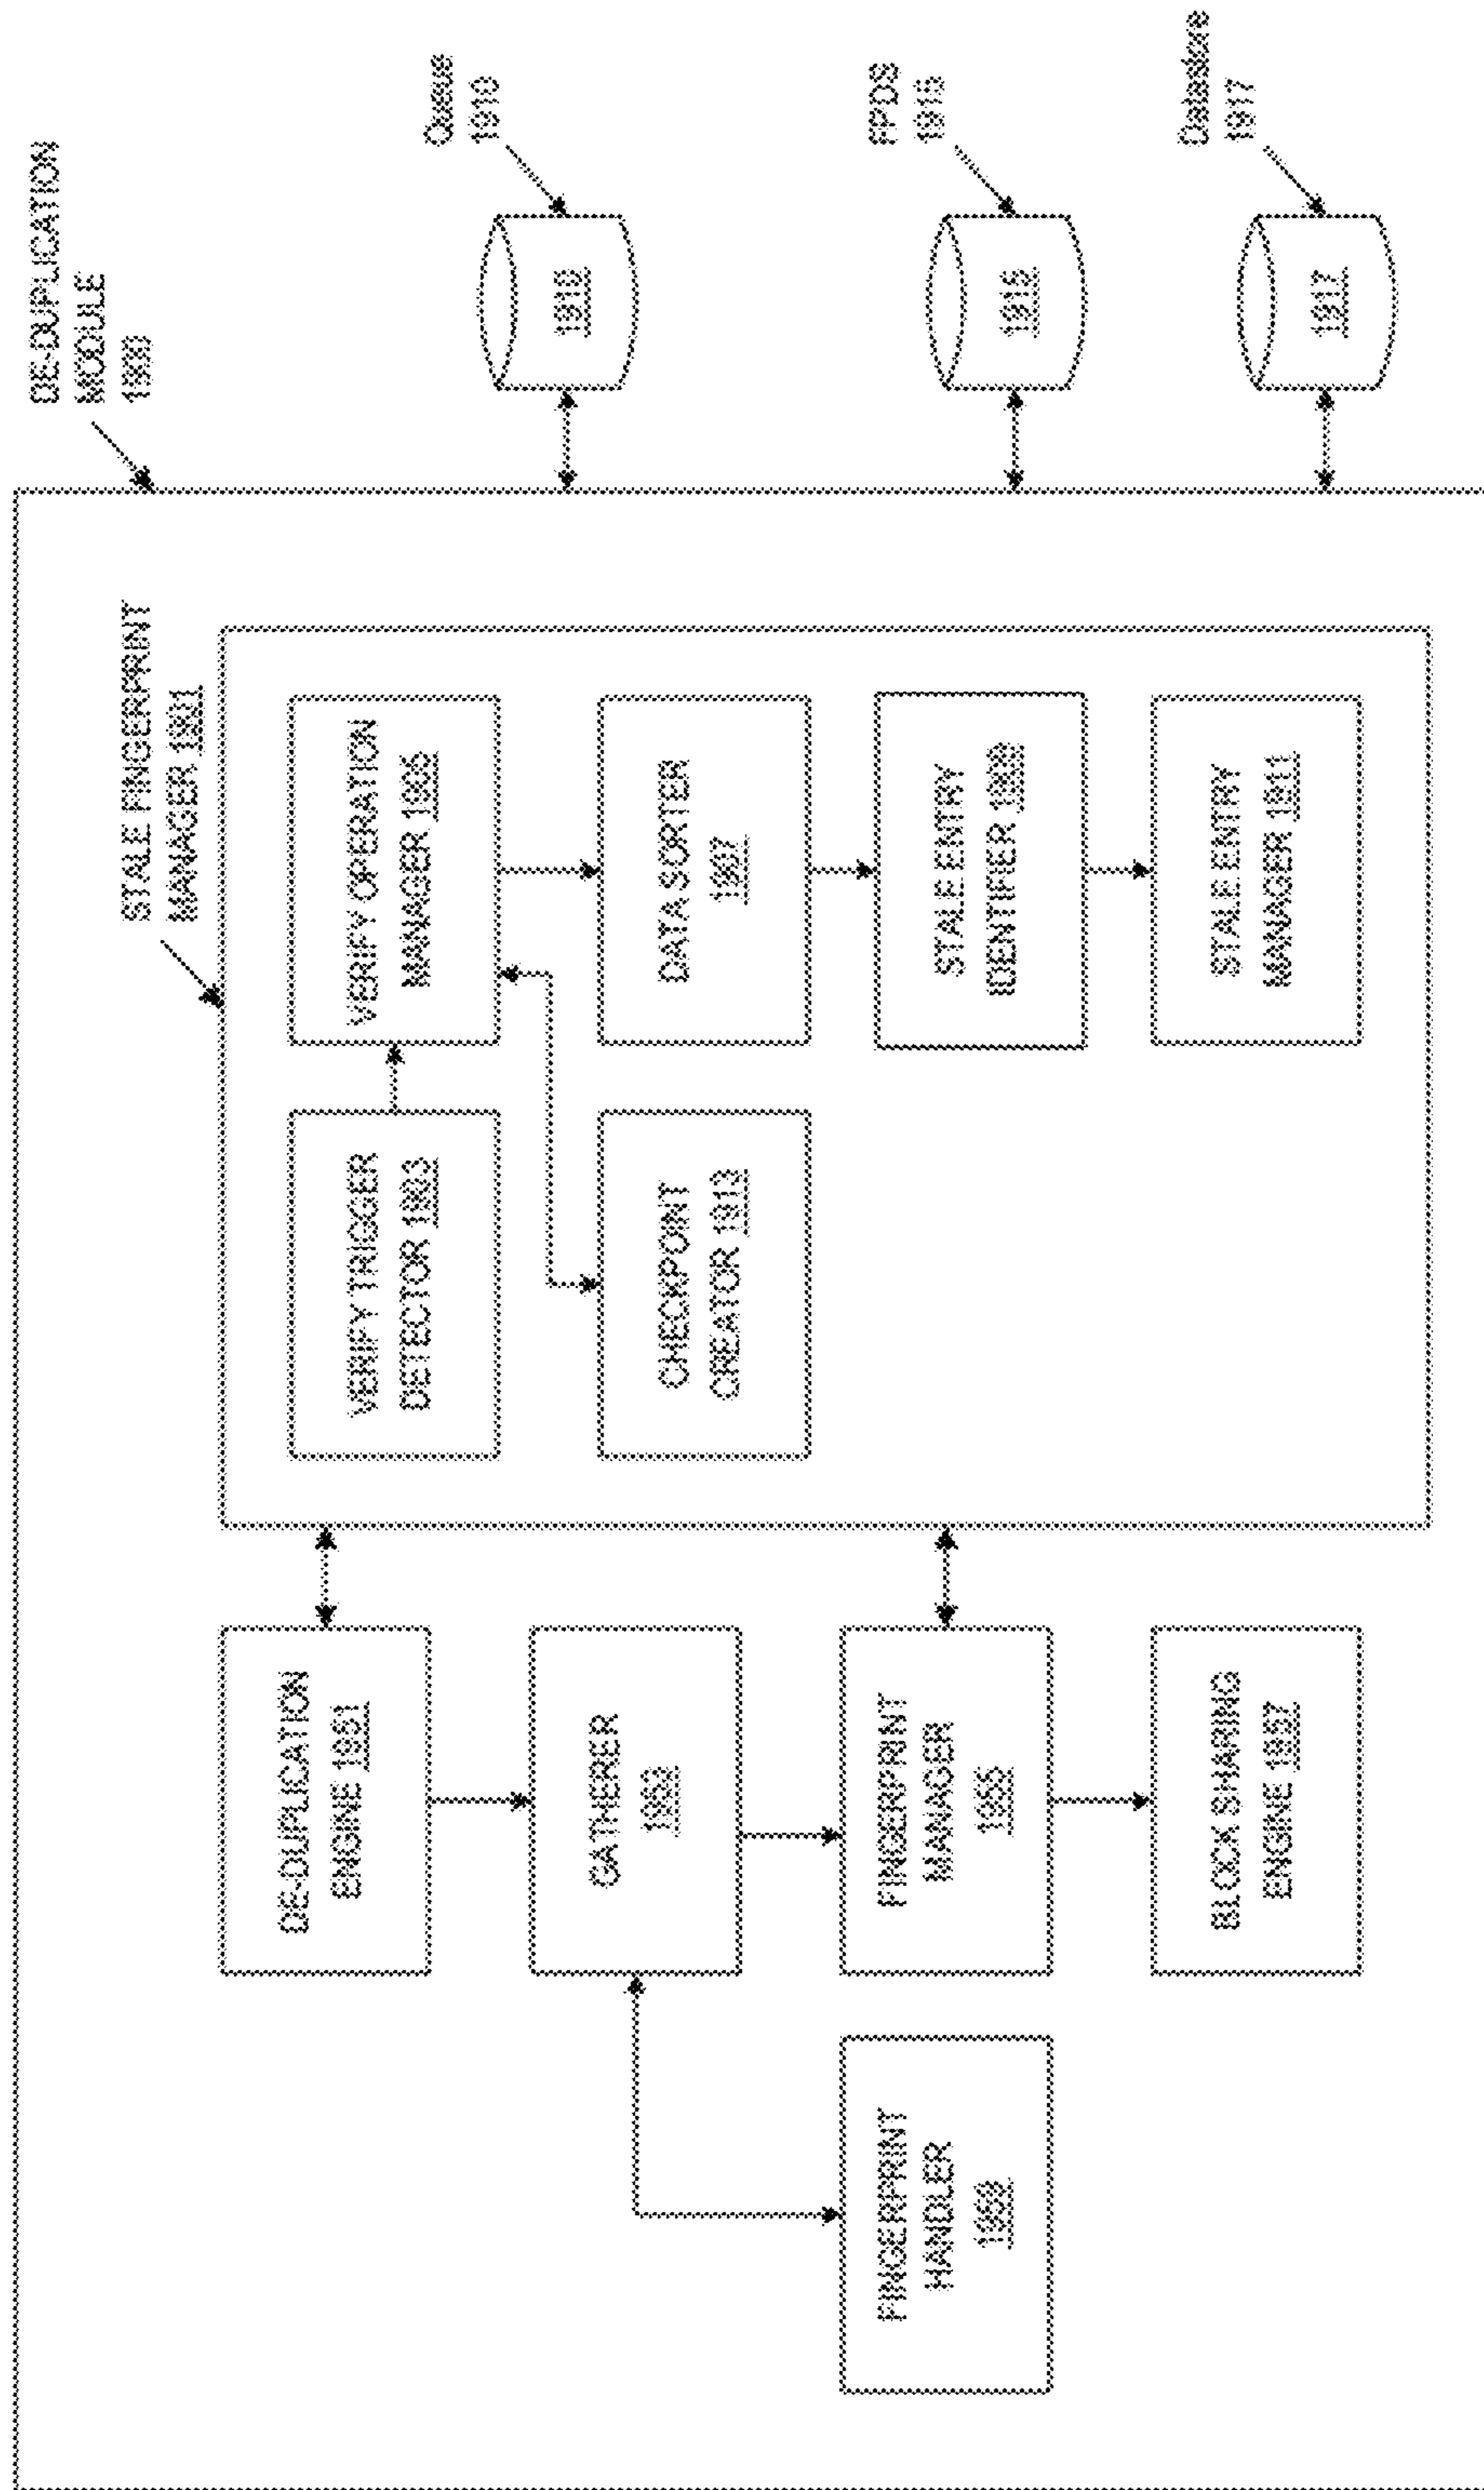 DE-DUPLICATION
MODULE
1900
STALE FINGERPRINT
MANAGER 1901
DE-DUPLICATION
ENGINE 1951
VERIFY TRIGGER
DETECTOR 1903
VERIFY OPERATION
MANAGER 1905
Queue
GATHERER
1953
CHECKPOINT
CREATOR 1913
DATA SORTER
1907
FINGERPRINT
HANDLER
1959
FINGERPRINT
MANAGER
1955
STALE ENTRY
IDENTIFIER 1909
FPDS
1915
1915
BLOCK SHARING
ENGINE 1957
STALE ENTRY
MANAGER 1911
Datastore
1917
1917